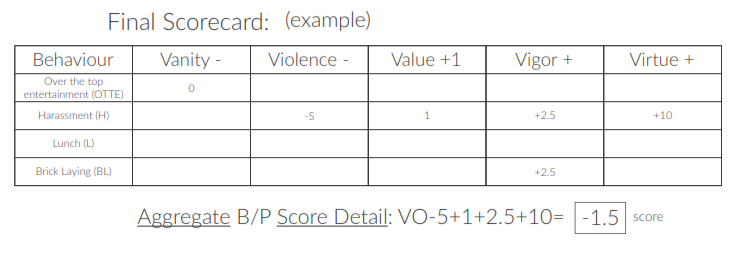 Final Scorecard: (example)
Behaviour Vanity - Violence - Value +1 Vigor + Virtue +
Over the top
entertainment (OTTE) 0
Harassment (H) -5 1 +2.5 +10
Lunch (L)
Brick Laying (BL) +2.5
Aggregate B/P Score Detail: VO-5+1+2.5+10= -1.5 score